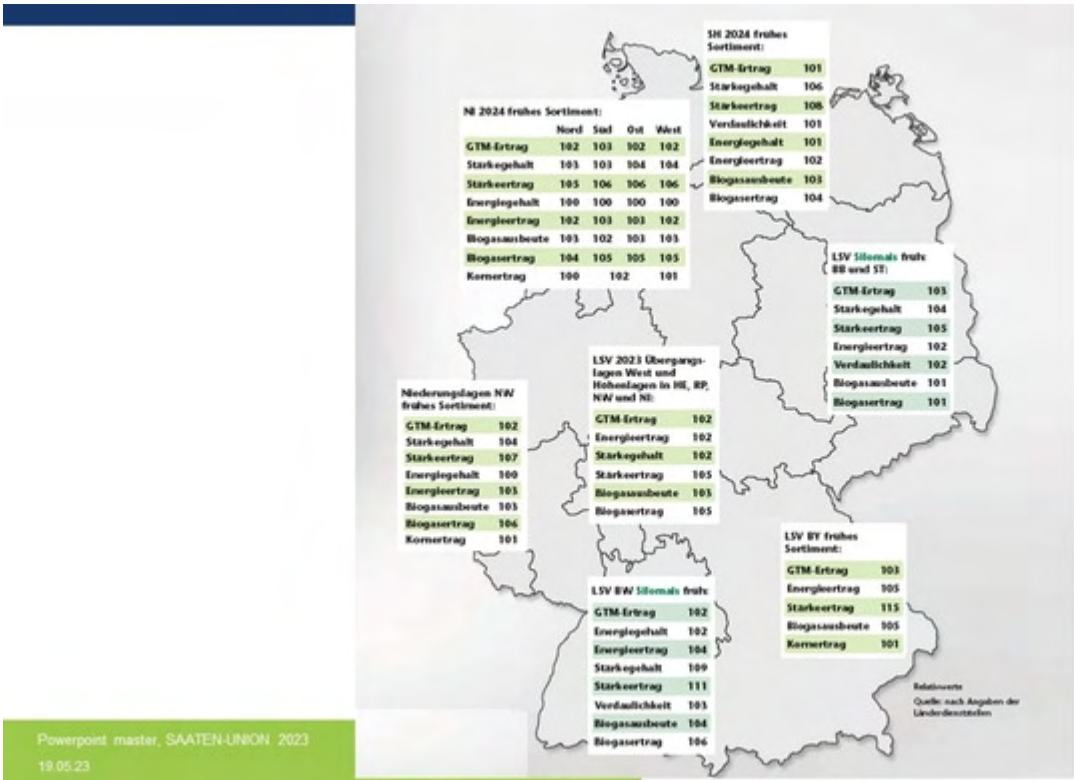 SH 2024 frühes
Sortiment:
GTM-Ertrag 101
Stärkegehalt 106
Stärkeertrag 108
Verdaulichkeit 101
Energiegehalt 101
Energieertrag 102
Biogasausbeute 103
Biogasertrag 104
NI 2024 frühes Sortiment:
Nord Süd Ost West
GTM-Ertrag 102 103 102 102
Stärkegehalt 103 103 104 104
Stärkeertrag 105 106 106 106
Energiegehalt 100 100 100 100
Energieertrag 102 103 103 102
Biogasausbeute 103 102 103 103
Biogasertrag 104 105 105 105
Kornertrag 100 102 101
LSV Silomais früh:
BB und ST:
GTM-Ertrag 103
Stärkegehalt 104
Stärkeertrag 105
Energieertrag 102
Verdaulichkeit 102
Biogasausbeute 101
Biogasertrag 101
LSV 2023 Übergangs-
lagen West und
Höhenlagen in HE, RP,
NW und NI:
GTM-Ertrag 102
Energieertrag 102
Stärkegehalt 102
Stärkeertrag 105
Biogasausbeute 103
Biogasertrag 105
Niederungslagen NW
frühes Sortiment:
GTM-Ertrag 102
Stärkegehalt 104
Stärkeertrag 107
Energiegehalt 100
Energieertrag 103
Biogasausbeute 103
Biogasertrag 106
Kornertrag 101
LSV BY frühes
Sortiment:
GTM-Ertrag 103
Energieertrag 105
Stärkeertrag 115
Biogasausbeute 105
Kornertrag 101
LSV BW Silomais früh:
GTM-Ertrag 102
Energiegehalt 102
Energieertrag 104
Stärkegehalt 109
Stärkeertrag 111
Verdaulichkeit 103
Biogasausbeute 104
Biogasertrag 106
Relativwerte
Quelle: nach Angaben der
Länderdienststellen
Powerpoint master, SAATEN-UNION 2023
19.05.23